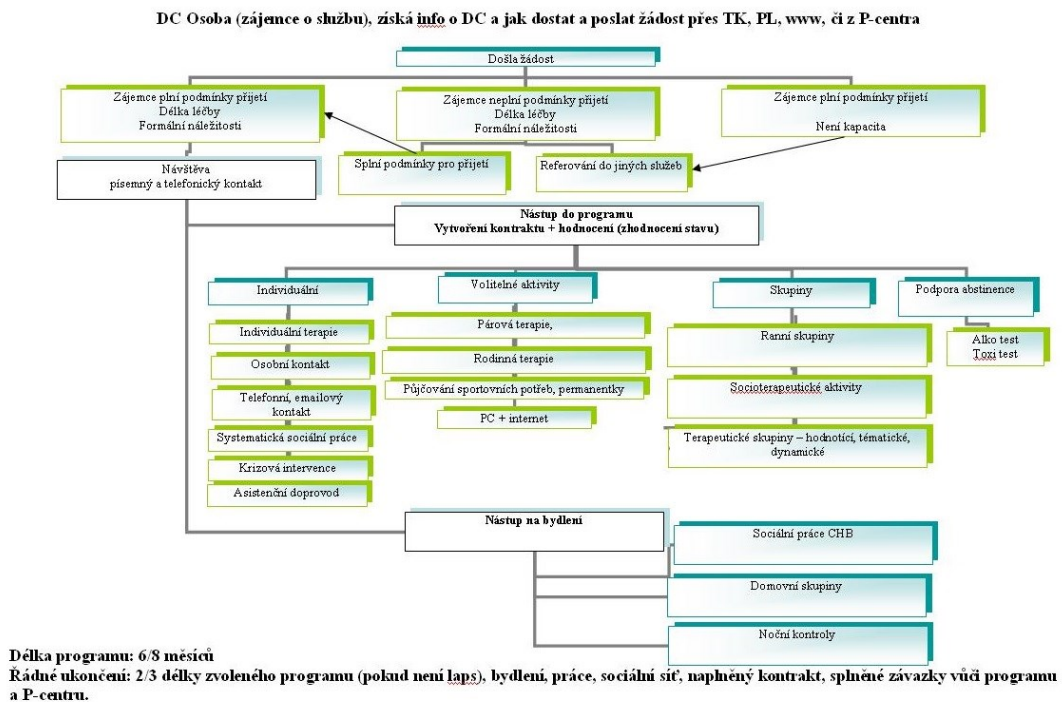 DC Osoba (zájemce o službu), získá info o DC a jak dostat a poslat žádost přes TK, PL, www, či z P-centra
Došla žádost
Zájemce plní podmínky přijetí
Délka léčby
Formální náležitosti
Zájemce neplní podmínky přijetí
Délka léčby
Formální náležitosti
Zájemce plní podmínky přijetí
Není kapacita
Splní podmínky pro přijetí
Referování do jiných služeb
Návštěva
písemný a telefonický kontakt
Nástup do programu
Vytvoření kontraktu + hodnocení (zhodnocení stavu)
Individuální
Volitelné aktivity
Skupiny
Podpora abstinence
Individuální terapie
Osobní kontakt
Telefonní, emailový
kontakt
Systematická sociální práce
Krizová intervence
Asistenční doprovod
Párová terapie,
Rodinná terapie
Půjčování sportovních potřeb, permanentky
PC + internet
Ranní skupiny
Socioterapeutické aktivity
Terapeutické skupiny – hodnotící, tématické,
dynamické
Alko test
Toxi test
Nástup na bydlení
Sociální práce CHB
Domovní skupiny
Noční kontroly
Délka programu: 6/8 měsíců
Řádné ukončení: 2/3 délky zvoleného programu (pokud není laps), bydlení, práce, sociální síť, naplněný kontrakt, splněné závazky vůči programu
a P-centru.